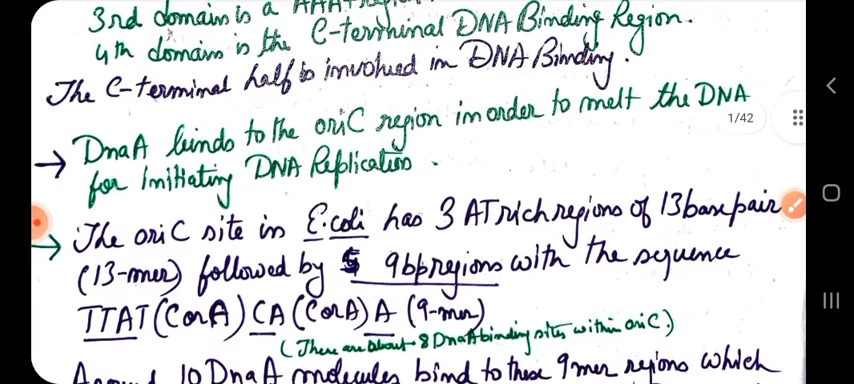 3rd domain is a AAA+
4th domain is the C-terminal DNA Binding Region.
The C-terminal half is involved in DNA Binding.
→ DnaA binds to the oriC region in order to melt the DNA
for initiating DNA Replication.
1/42
→ The oriC site in E.coli has 3 AT rich regions of 13 base pair
(13-mer) followed by 9bp regions with the sequence
TTAT (C or A) CA (C or A) A (9-mer)
(There are about 8 DnaA binding sites within oriC.)
Around 10 DnaA molecules bind to these 9mer regions which